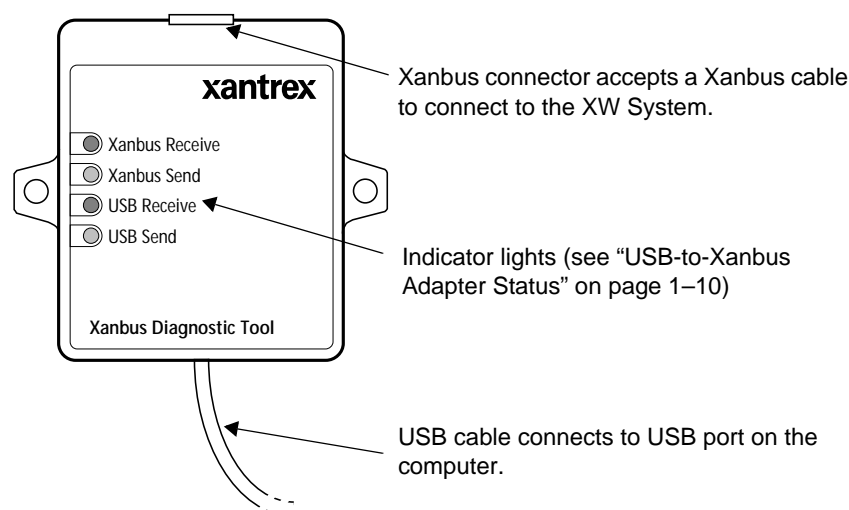 Xanbus connector accepts a Xanbus cable
to connect to the XW System.
xantrex
Xanbus Receive
Xanbus Send
USB Receive
USB Send
Indicator lights (see “USB-to-Xanbus
Adapter Status” on page 1–10)
Xanbus Diagnostic Tool
USB cable connects to USB port on the
computer.